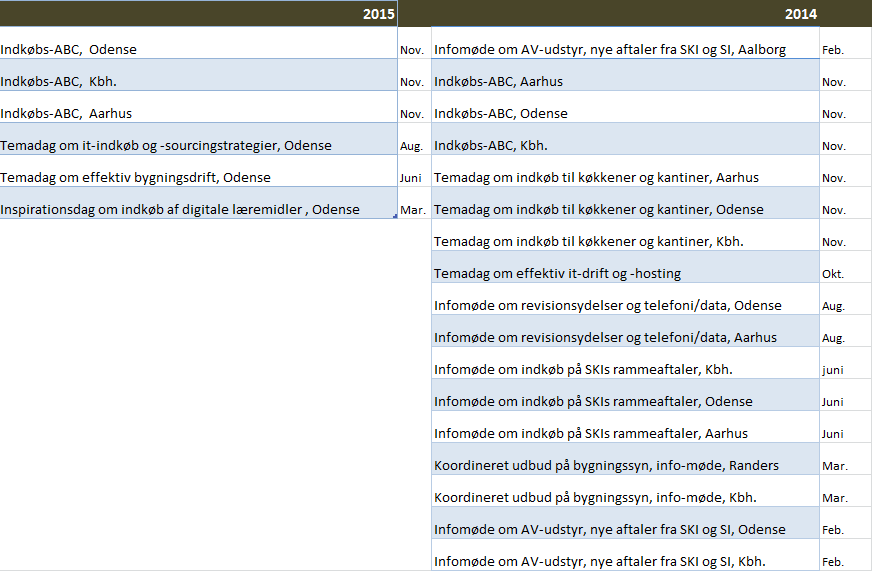 2015 2014
Indkøbs-ABC,  Odense Nov. Infomøde om AV-udstyr, nye aftaler fra SKI og SI, Aalborg Feb.
Indkøbs-ABC,  Kbh. Nov. Indkøbs-ABC, Aarhus Nov.
Indkøbs-ABC,  Aarhus Nov. Indkøbs-ABC, Odense Nov.
Temadag om it-indkøb og -sourcingstrategier, Odense Aug. Indkøbs-ABC, Kbh. Nov.
Temadag om effektiv bygningsdrift, Odense Juni Temadag om indkøb til køkkener og kantiner, Aarhus Nov.
Inspirationsdag om indkøb af digitale læremidler , Odense Mar. Temadag om indkøb til køkkener og kantiner, Odense Nov.
Temadag om indkøb til køkkener og kantiner, Kbh. Nov.
Temadag om effektiv it-drift og -hosting Okt.
Infomøde om revisionsydelser og telefoni/data, Odense Aug.
Infomøde om revisionsydelser og telefoni/data, Aarhus Aug.
Infomøde om indkøb på SKIs rammeaftaler, Kbh. juni
Infomøde om indkøb på SKIs rammeaftaler, Odense Juni
Infomøde om indkøb på SKIs rammeaftaler, Aarhus Juni
Koordineret udbud på bygningssyn, info-møde, Randers Mar.
Koordineret udbud på bygningssyn, info-møde, Kbh. Mar.
Infomøde om AV-udstyr, nye aftaler fra SKI og SI, Odense Feb.
Infomøde om AV-udstyr, nye aftaler fra SKI og SI, Kbh. Feb.